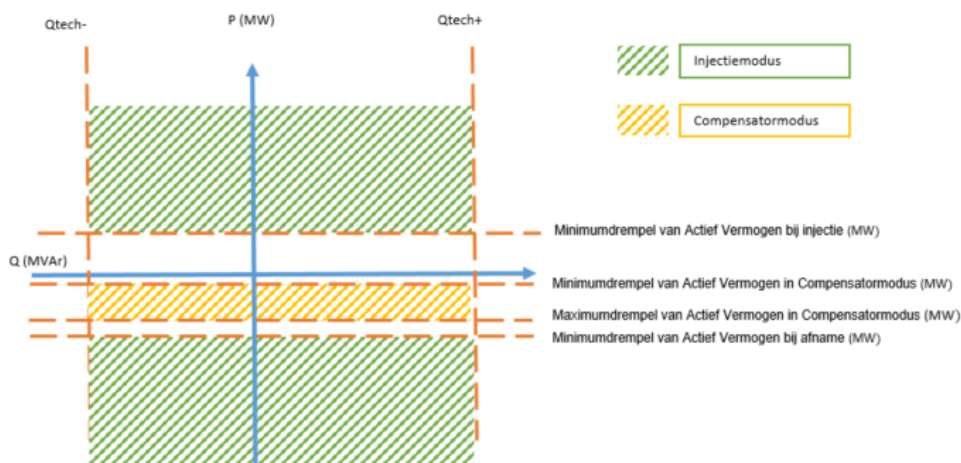 Qtech-
P (MW)
Qtech+
Injectiemodus
Compensatormodus
Minimumdrempel van Actief Vermogen bij injectie (MW)
Q (MVAr)
Minimumdrempel van Actief Vermogen in Compensatormodus (MW)
Maximumdrempel van Actief Vermogen in Compensatormodus (MW)
Minimumdrempel van Actief Vermogen bij afname (MW)